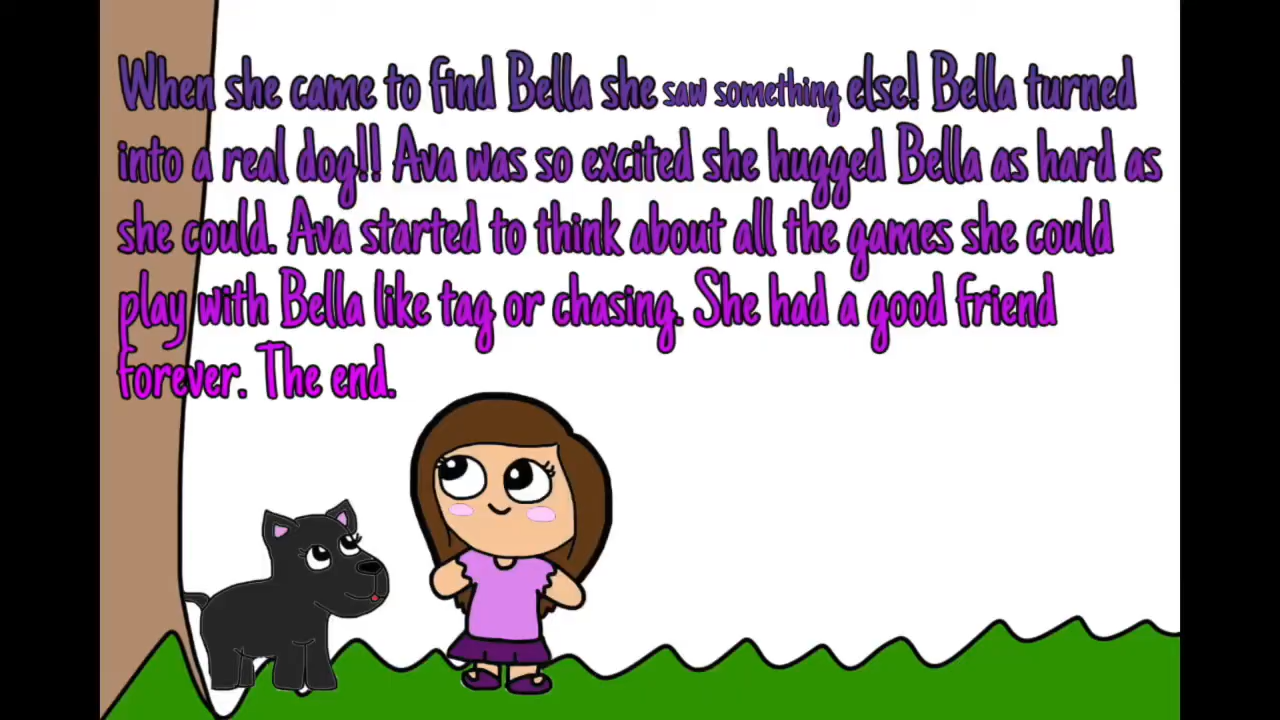 When she came to find Bella she saw something else! Bella turned
into a real dog!! Ava was so excited she hugged Bella as hard as
she could. Ava started to think about all the games she could
play with Bella like tag or chasing. She had a good friend
forever. The end.